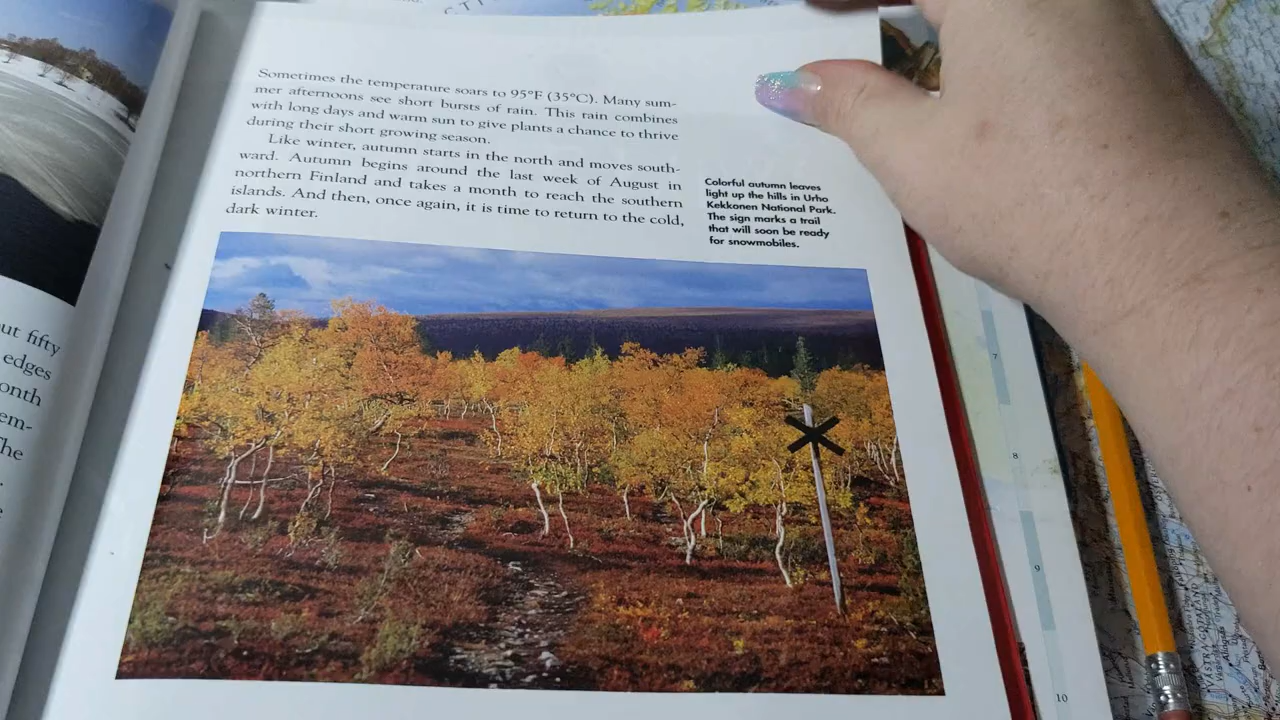 Sometimes the temperature soars to 95°F (35°C). Many sum-
mer afternoons see short bursts of rain. This rain combines
with long days and warm sun to give plants a chance to thrive
during their short growing season.
Like winter, autumn starts in the north and moves south-
ward. Autumn begins around the last week of August in
northern Finland and takes a month to reach the southern
islands. And then, once again, it is time to return to the cold,
dark winter.
Colorful autumn leaves
light up the hills in Urho
Kekkonen National Park.
The sign marks a trail
that will soon be ready
for snowmobiles.
ut fifty
edges
onth
em-
The
7
8
9
10